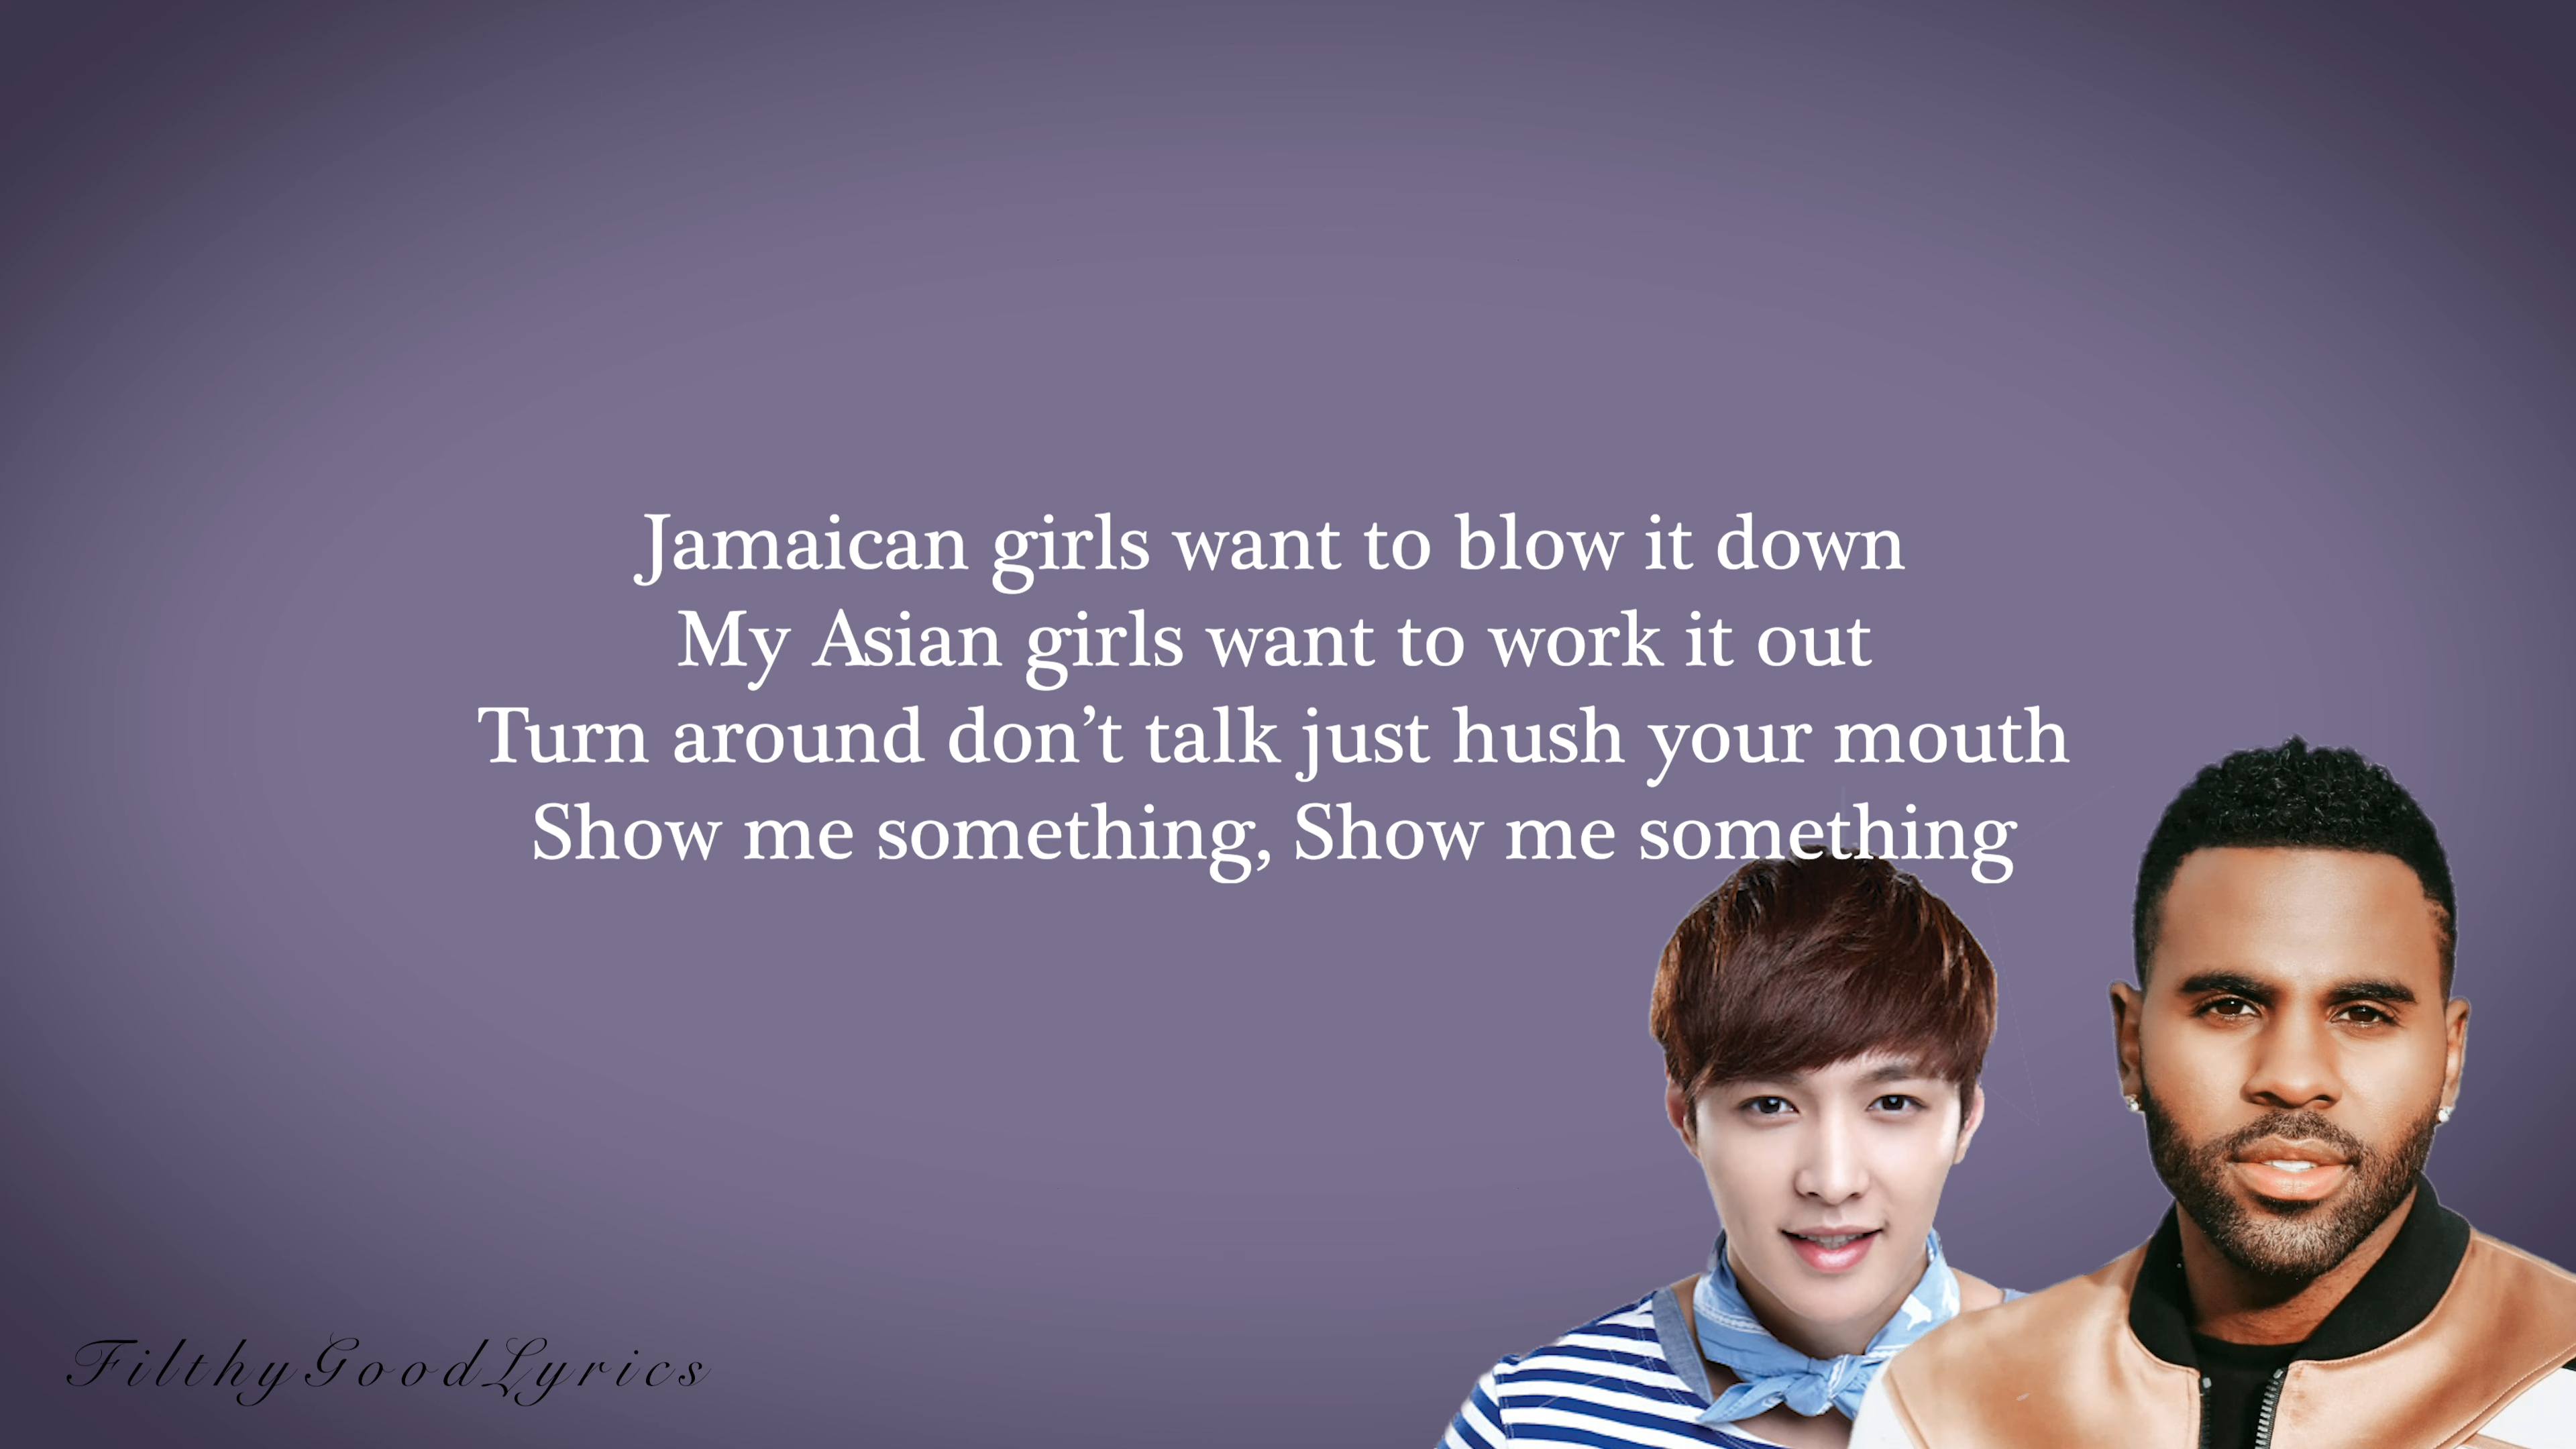 Jamaican girls want to blow it down
My Asian girls want to work it out
Turn around don’t talk just hush your mouth
Show me something, Show me something
FilthyGoodLyrics